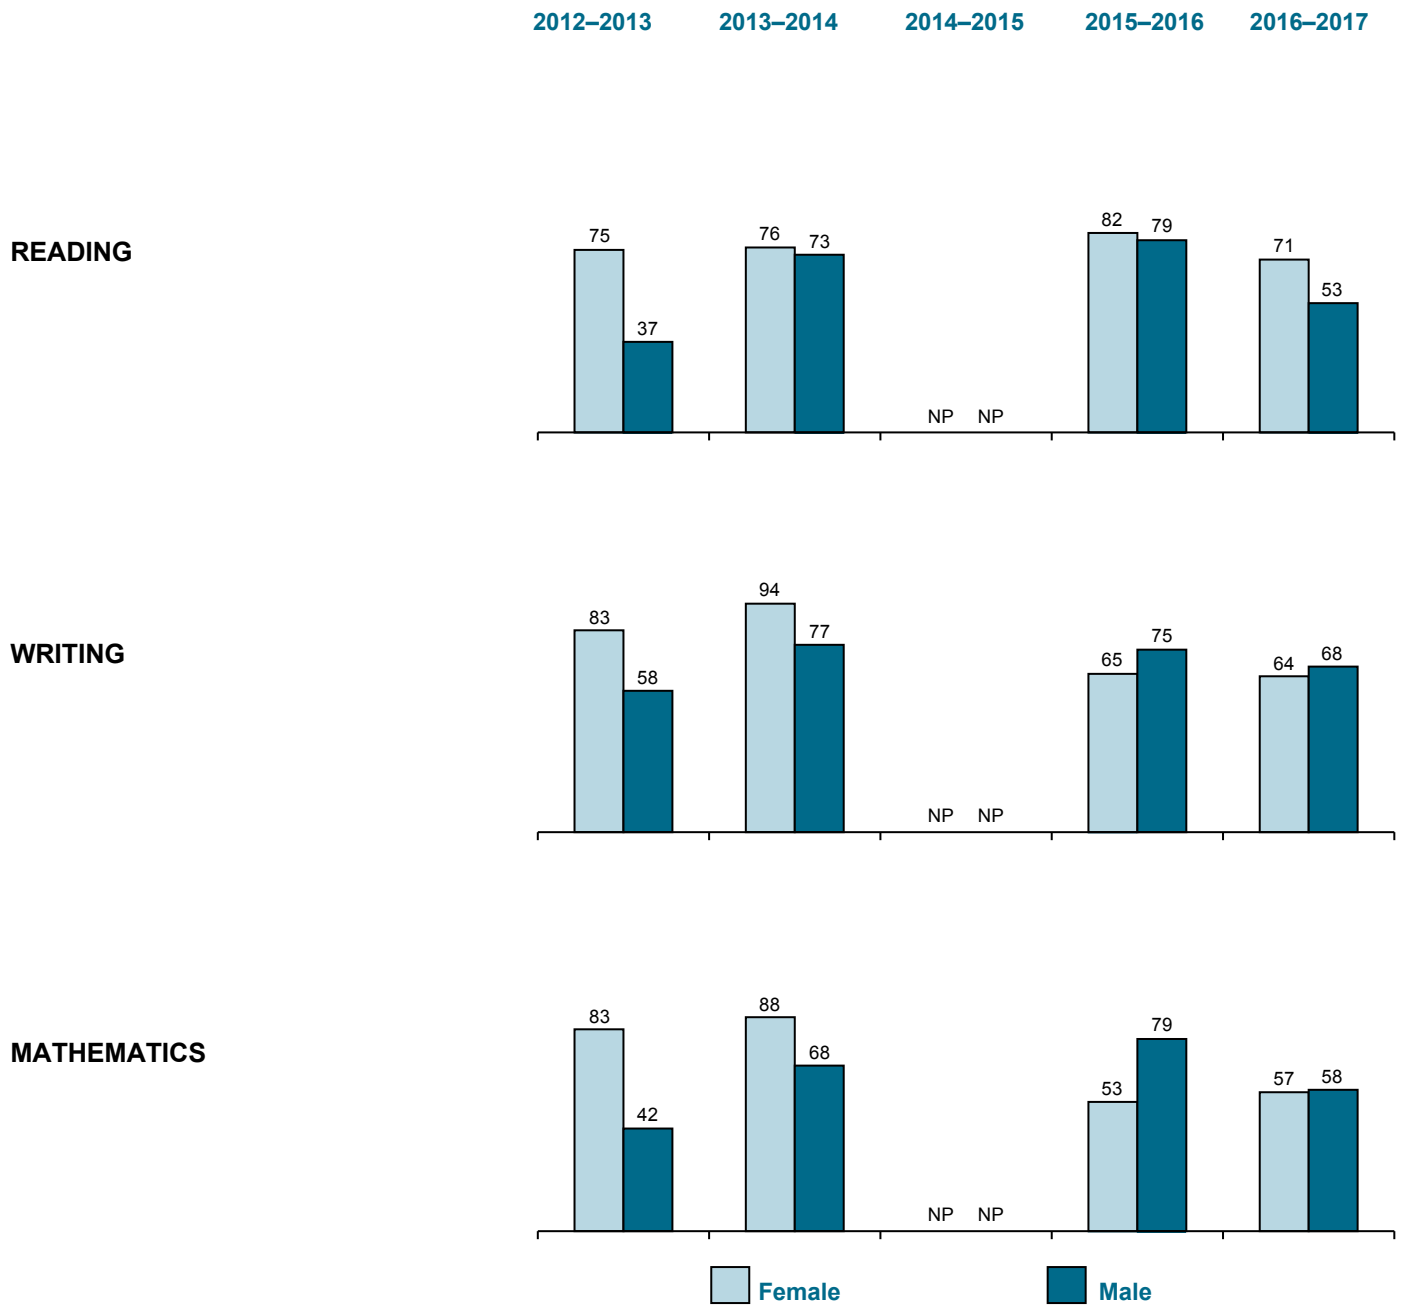 2012–2013 2013–2014 2014–2015 2015–2016 2016–2017
READING
75 37 76 73 NP NP 82 79 71 53
WRITING
83 58 94 77 NP NP 65 75 64 68
MATHEMATICS
83 42 88 68 NP NP 53 79 57 58
Female Male